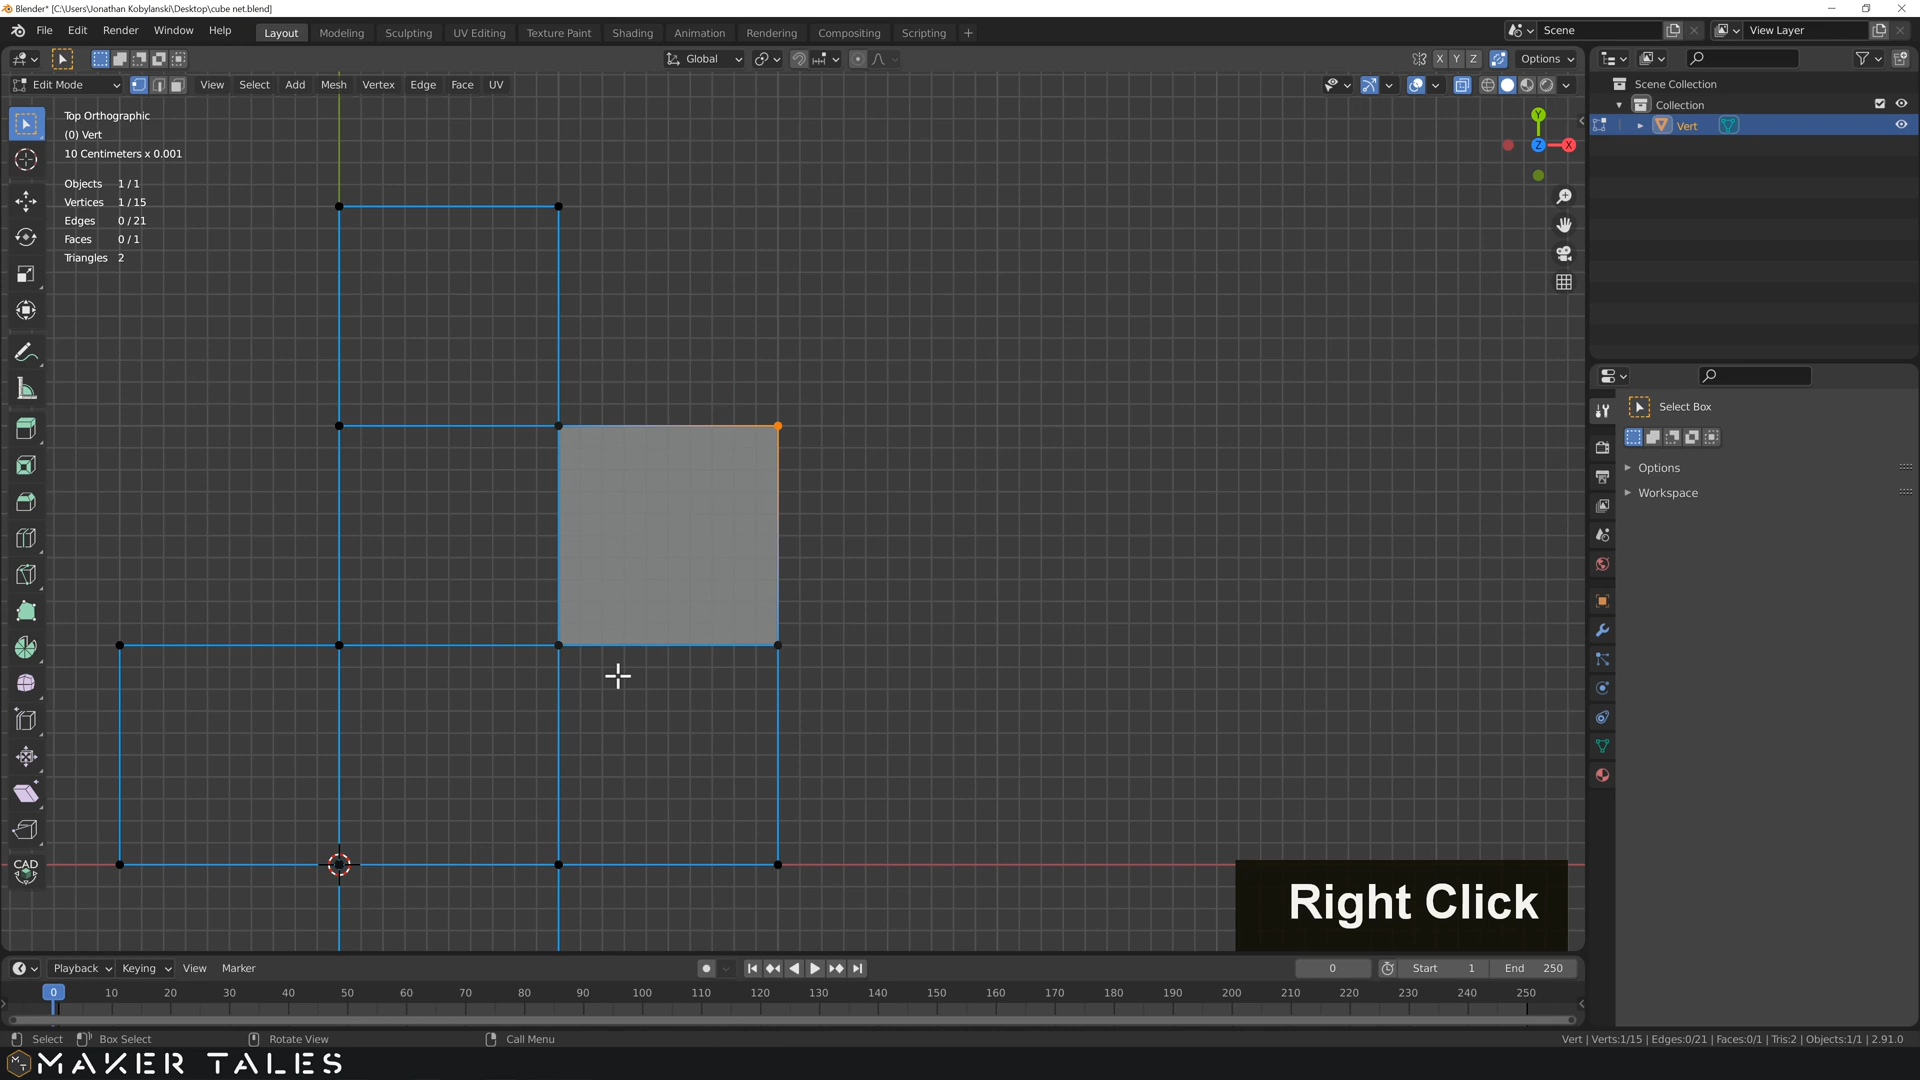 Blender* [C:\Users\Jonathan Kobylanski\Desktop\cube net.blend]
File Edit Render Window Help Layout Modeling Sculpting UV Editing Texture Paint Shading Animation Rendering Compositing Scripting + Scene View Layer
Global X Y Z Options
Edit Mode View Select Add Mesh Vertex Edge Face UV
Scene Collection
Collection
Vert
Top Orthographic
(0) Vert
10 Centimeters x 0.001
Objects 1 / 1
Vertices 1 / 15
Edges 0 / 21
Faces 0 / 1
Triangles 2
Y
Z X
Select Box
Options
Workspace
CAD
Right Click
Playback Keying View Marker 0 Start 1 End 250
0 10 20 30 40 50 60 70 80 90 100 110 120 130 140 150 160 170 180 190 200 210 220 230 240 250
Select Box Select Rotate View Call Menu Vert | Verts:1/15 | Edges:0/21 | Faces:0/1 | Tris:2 | Objects:1/1 | 2.91.0
MAKER TALES